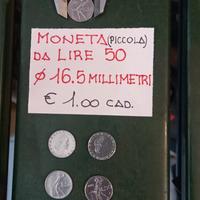 MONETA (PICCOLA)
DA LIRE 50
Ø 16.5 MILLIMETRI
€ 1.00 CAD.